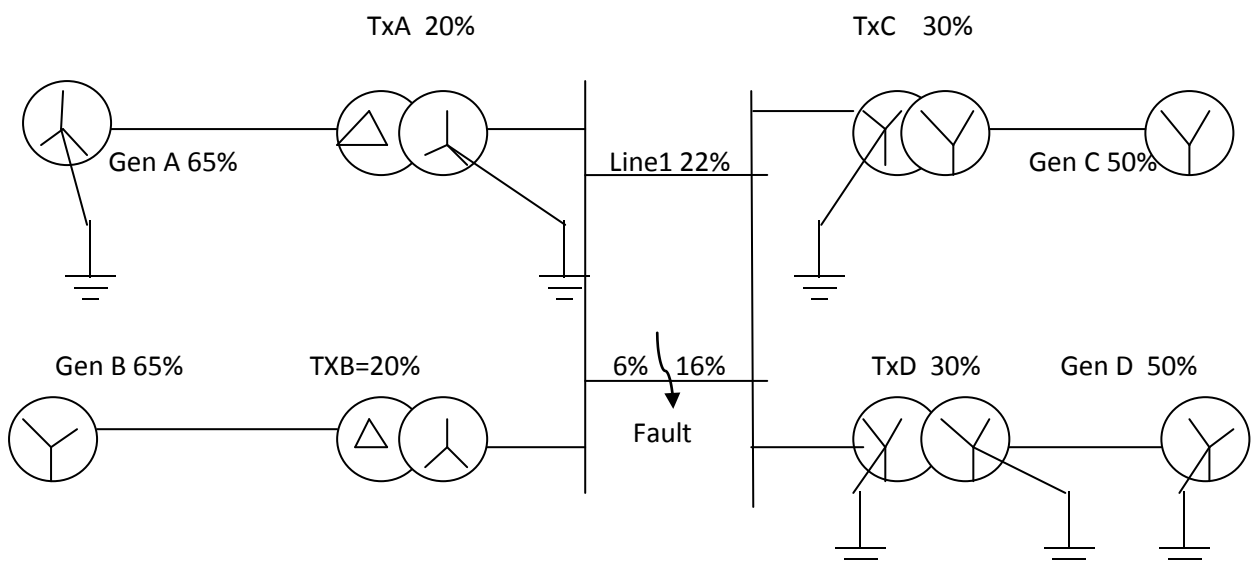 TxA 20%
TxC 30%
Gen A 65%
Line1 22%
Gen C 50%
Gen B 65%
TXB=20%
6% 16%
TxD 30%
Gen D 50%
Fault